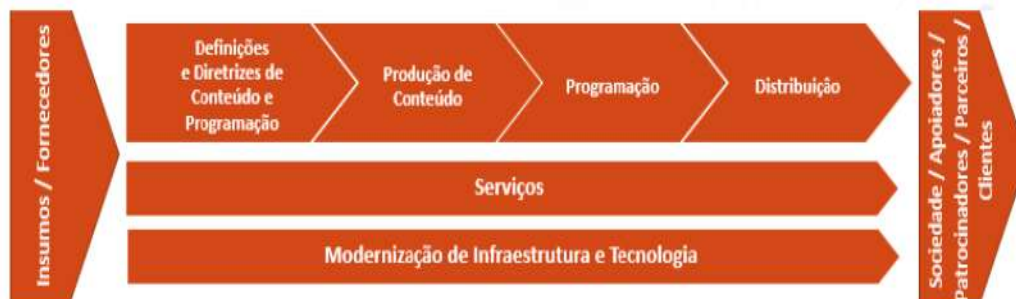 Insumos / Fornecedores
Definições
e Diretrizes de
Conteúdo e
Programação
Produção de
Conteúdo
Programação
Distribuição
Serviços
Modernização de Infraestrutura e Tecnologia
Sociedade / Apoiadores /
Patrocinadores / Parceiros /
Clientes